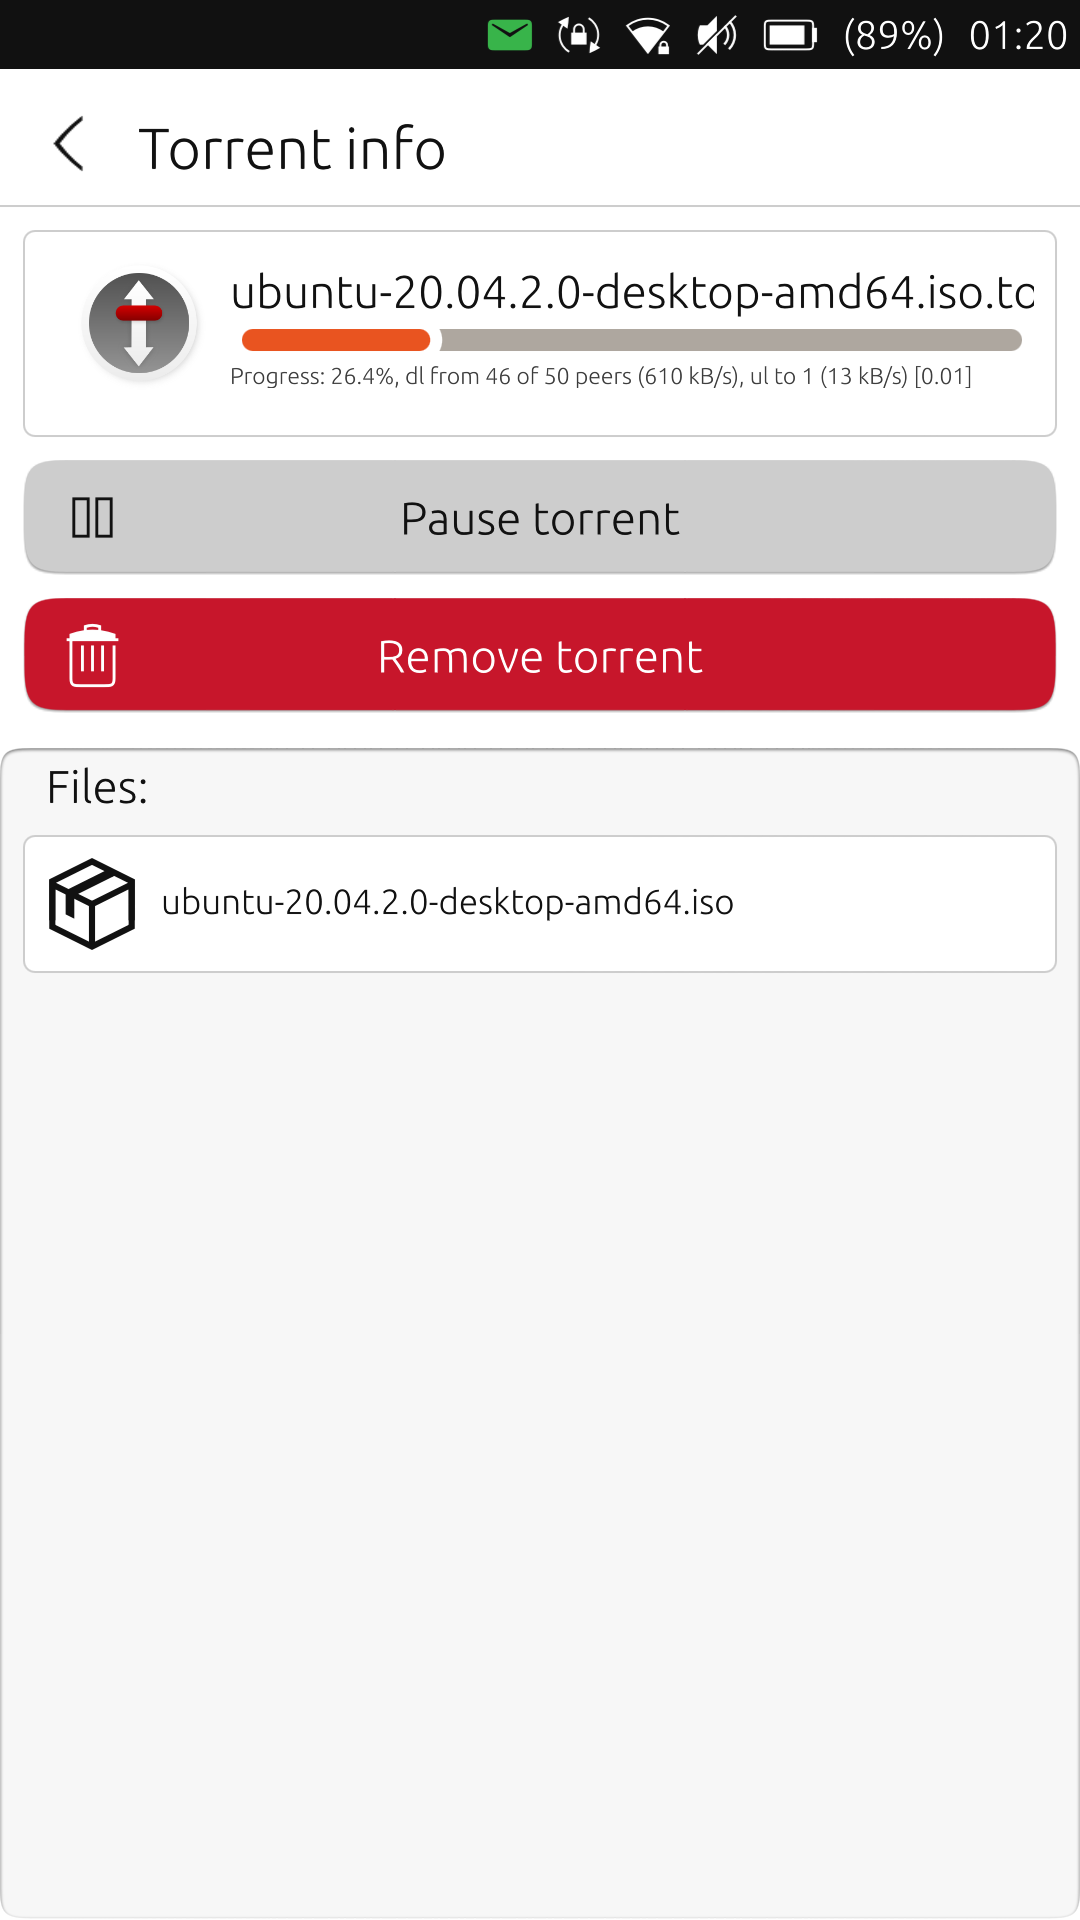 (89%) 01:20
Torrent info
ubuntu-20.04.2.0-desktop-amd64.iso.to
Progress: 26.4%, dl from 46 of 50 peers (610 kB/s), ul to 1 (13 kB/s) [0.01]
Pause torrent
Remove torrent
Files:
ubuntu-20.04.2.0-desktop-amd64.iso